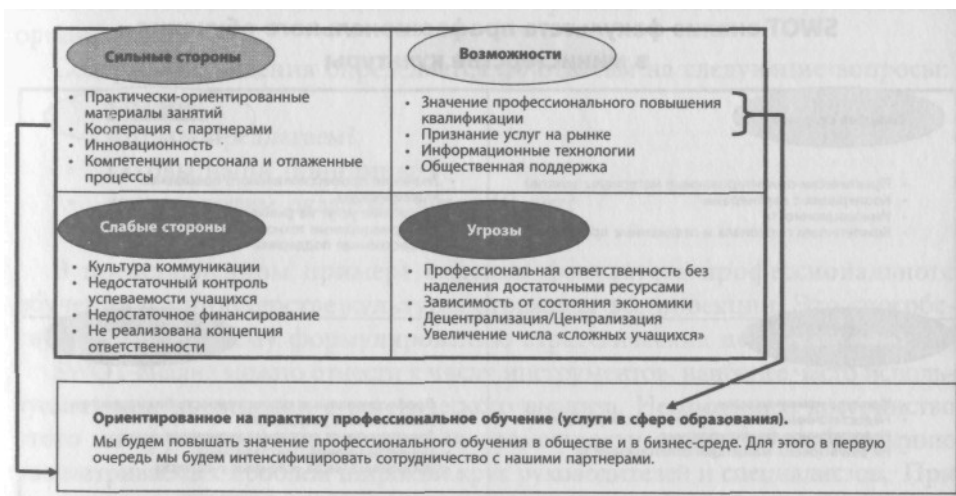 Сильные стороны
• Практически-ориентированные
материалы занятий
• Кооперация с партнерами
• Инновационность
• Компетенции персонала и отлаженные
процессы
Возможности
• Значение профессионального повышения
квалификации
• Признание услуг на рынке
• Информационные технологии
• Общественная поддержка
Слабые стороны
• Культура коммуникации
• Недостаточный контроль
успеваемости учащихся
• Недостаточное финансирование
• Не реализована концепция
ответственности
Угрозы
• Профессиональная ответственность без
наделения достаточными ресурсами
• Зависимость от состояния экономики
• Децентрализация/Централизация
• Увеличение числа «сложных учащихся»
Ориентированное на практику профессиональное обучение (услуги в сфере образования).
Мы будем повышать значение профессионального обучения в обществе и в бизнес-среде. Для этого в первую
очередь мы будем интенсифицировать сотрудничество с нашими партнерами.